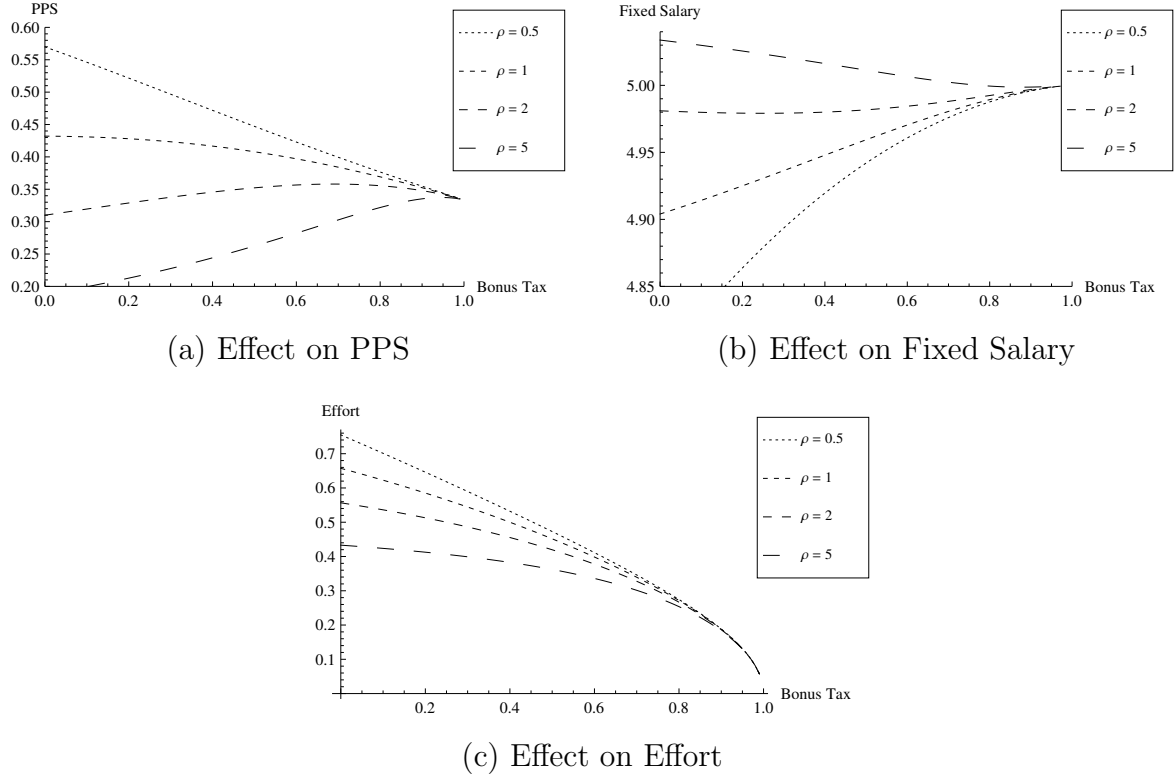 PPS
0.60
0.55
0.50
0.45
0.40
0.35
0.30
0.25
0.20
0.0 0.2 0.4 0.6 0.8 1.0 Bonus Tax
ρ = 0.5
ρ = 1
ρ = 2
ρ = 5
(a) Effect on PPS
Fixed Salary
5.00
4.95
4.90
4.85
0.0 0.2 0.4 0.6 0.8 1.0 Bonus Tax
ρ = 0.5
ρ = 1
ρ = 2
ρ = 5
(b) Effect on Fixed Salary
Effort
0.7
0.6
0.5
0.4
0.3
0.2
0.1
0.2 0.4 0.6 0.8 1.0 Bonus Tax
ρ = 0.5
ρ = 1
ρ = 2
ρ = 5
(c) Effect on Effort